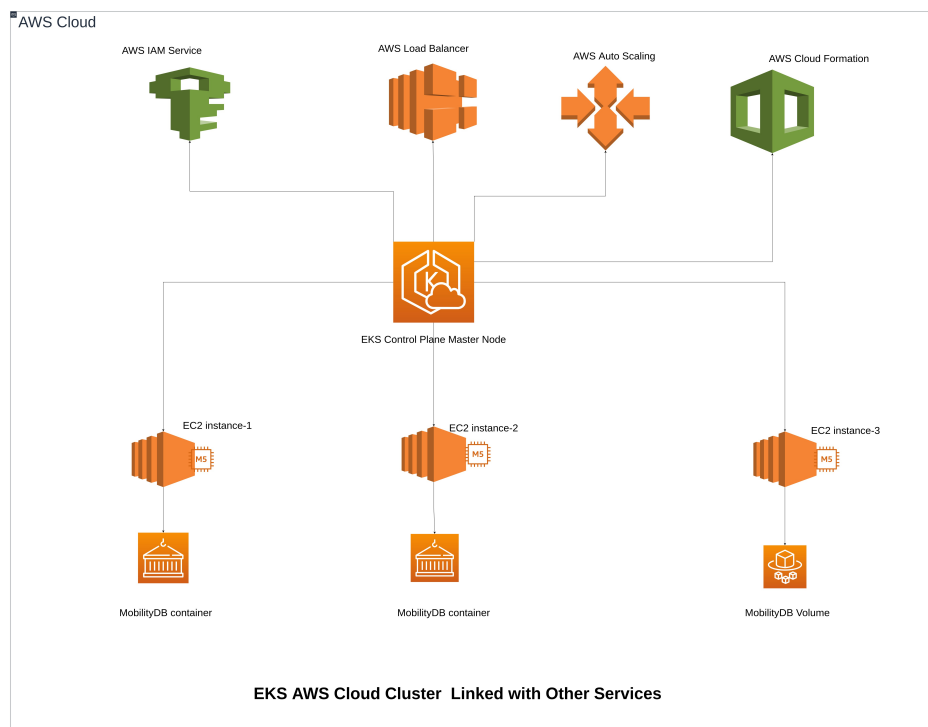 AWS Cloud
AWS IAM Service
AWS Load Balancer
AWS Auto Scaling
AWS Cloud Formation
K
EKS Control Plane Master Node
EC2 instance-1
EC2 instance-2
EC2 instance-3
M5
M5
M5
MobilityDB container
MobilityDB container
MobilityDB Volume
EKS AWS Cloud Cluster Linked with Other Services